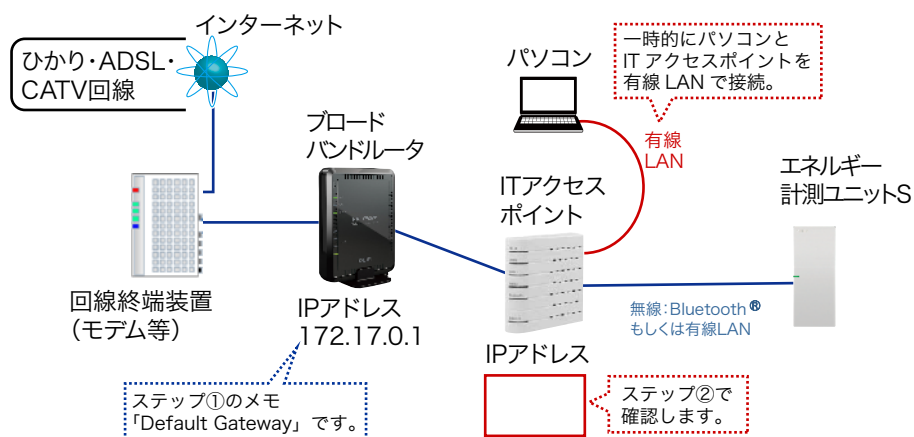 インターネット
ひかり・ADSL・
CATV回線
ブロード
バンドルータ
回線終端装置
(モデム等)
IPアドレス
172.17.0.1
ステップ①のメモ
「Default Gateway」です。
パソコン
一時的にパソコンと
IT アクセスポイントを
有線 LAN で接続。
有線
LAN
ITアクセス
ポイント
エネルギー
計測ユニットS
無線：Bluetooth®
もしくは有線LAN
IPアドレス
ステップ②で
確認します。